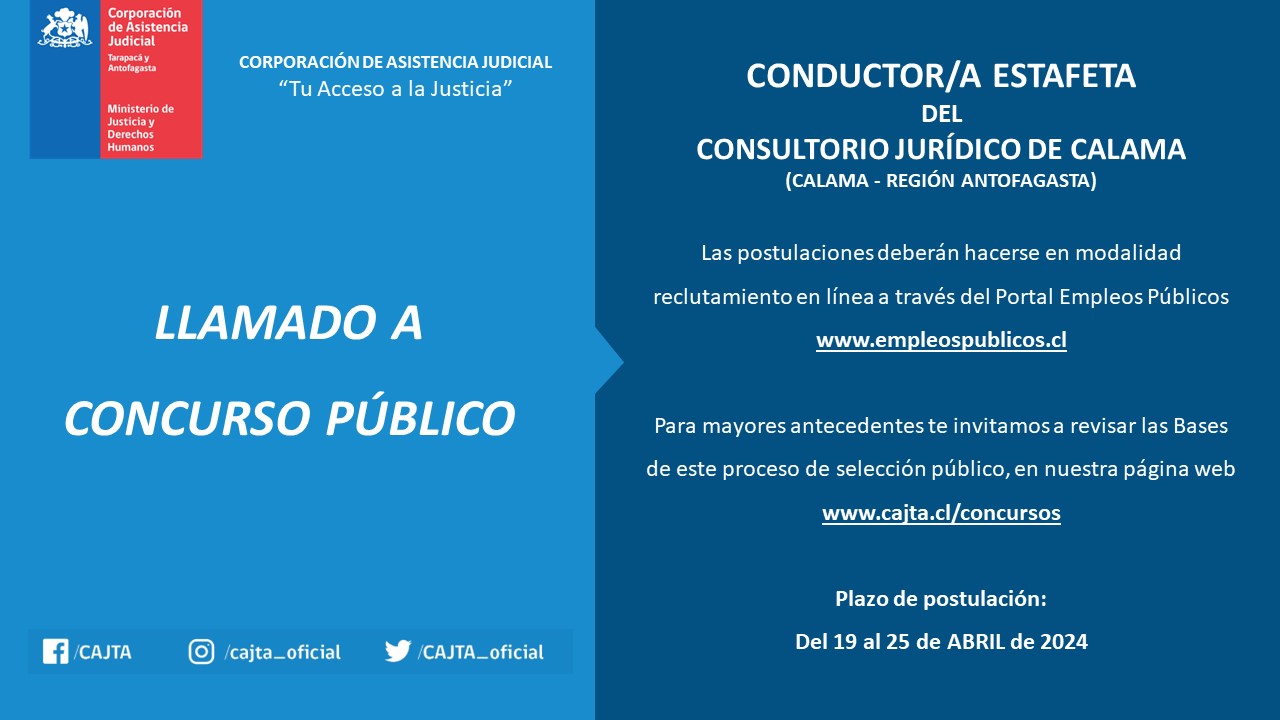 Corporación
de Asistencia
Judicial
Tarapacá y
Antofagasta
Ministerio de
Justicia y
Derechos
Humanos
CORPORACIÓN DE ASISTENCIA JUDICIAL
“Tu Acceso a la Justicia”
LLAMADO A
CONCURSO PÚBLICO
/CAJTA
/cajta_oficial
/CAJTA_oficial
CONDUCTOR/A ESTAFETA
DEL
CONSULTORIO JURÍDICO DE CALAMA
(CALAMA - REGIÓN ANTOFAGASTA)
Las postulaciones deberán hacerse en modalidad
reclutamiento en línea a través del Portal Empleos Públicos
www.empleospublicos.cl
Para mayores antecedentes te invitamos a revisar las Bases
de este proceso de selección público, en nuestra página web
www.cajta.cl/concursos
Plazo de postulación:
Del 19 al 25 de ABRIL de 2024